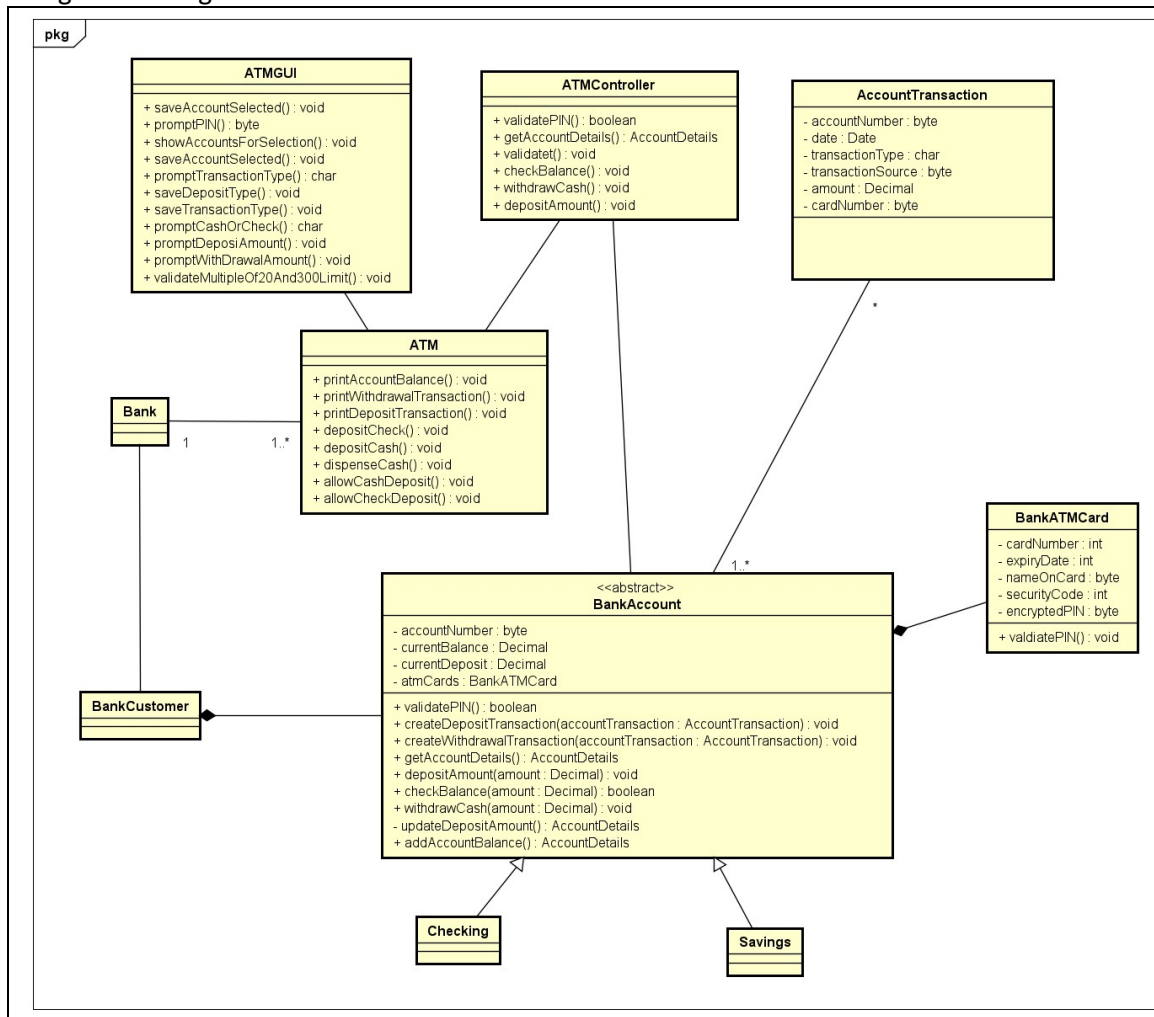 pkg
ATMGUI
+ saveAccountSelected() : void
+ promptPIN() : byte
+ showAccountsForSelection() : void
+ saveAccountSelected() : void
+ promptTransactionType() : char
+ saveDepositType() : void
+ saveTransactionType() : void
+ promptCashOrCheck() : char
+ promptDeposiAmount() : void
+ promptWithDrawalAmount() : void
+ validateMultipleOf20And300Limit() : void
ATMController
+ validatePIN() : boolean
+ getAccountDetails() : AccountDetails
+ validatet() : void
+ checkBalance() : void
+ withdrawCash() : void
+ depositAmount() : void
AccountTransaction
- accountNumber : byte
- date : Date
- transactionType : char
- transactionSource : byte
- amount : Decimal
- cardNumber : byte
*
ATM
+ printAccountBalance() : void
+ printWithdrawalTransaction() : void
+ printDepositTransaction() : void
+ depositCheck() : void
+ depositCash() : void
+ dispenseCash() : void
+ allowCashDeposit() : void
+ allowCheckDeposit() : void
Bank
1
1..*
BankATMCard
- cardNumber : int
- expiryDate : int
- nameOnCard : byte
- securityCode : int
- encryptedPIN : byte
+ valdiatePIN() : void
1..*
<<abstract>>
BankAccount
- accountNumber : byte
- currentBalance : Decimal
- currentDeposit : Decimal
- atmCards : BankATMCard
+ validatePIN() : boolean
+ createDepositTransaction(accountTransaction : AccountTransaction) : void
+ createWithdrawalTransaction(accountTransaction : AccountTransaction) : void
+ getAccountDetails() : AccountDetails
+ depositAmount(amount : Decimal) : void
+ checkBalance(amount : Decimal) : boolean
+ withdrawCash(amount : Decimal) : void
- updateDepositAmount() : AccountDetails
+ addAccountBalance() : AccountDetails
BankCustomer
Checking
Savings